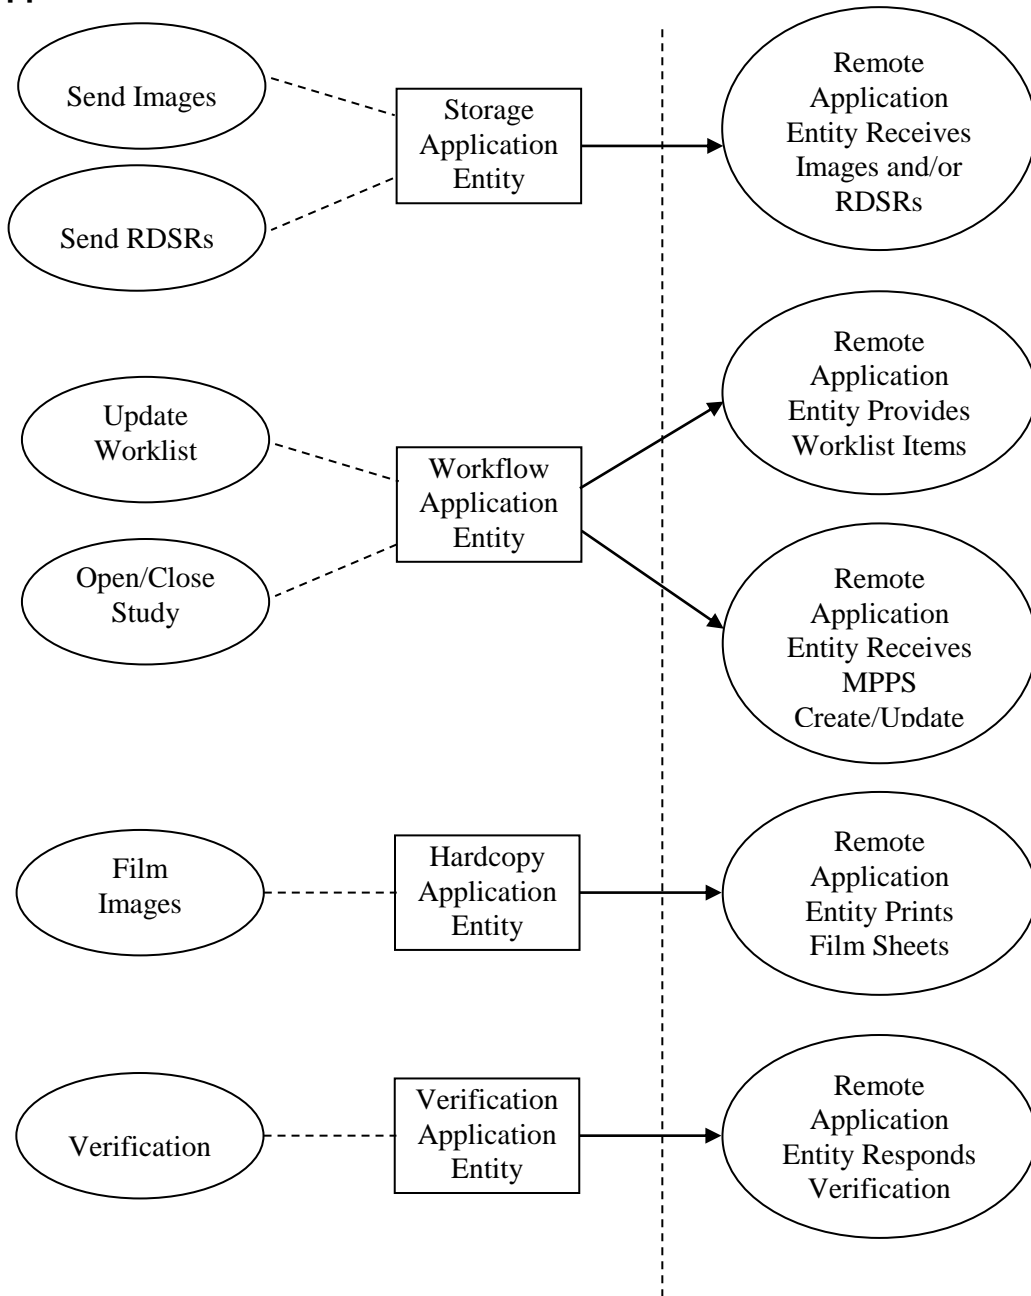 Send Images
Storage
Application
Entity
Remote
Application
Entity Receives
Images and/or
RDSRs
Send RDSRs
Update
Worklist
Workflow
Application
Entity
Remote
Application
Entity Provides
Worklist Items
Open/Close
Study
Remote
Application
Entity Receives
MPPS
Create/Update
Film
Images
Hardcopy
Application
Entity
Remote
Application
Entity Prints
Film Sheets
Verification
Verification
Application
Entity
Remote
Application
Entity Responds
Verification